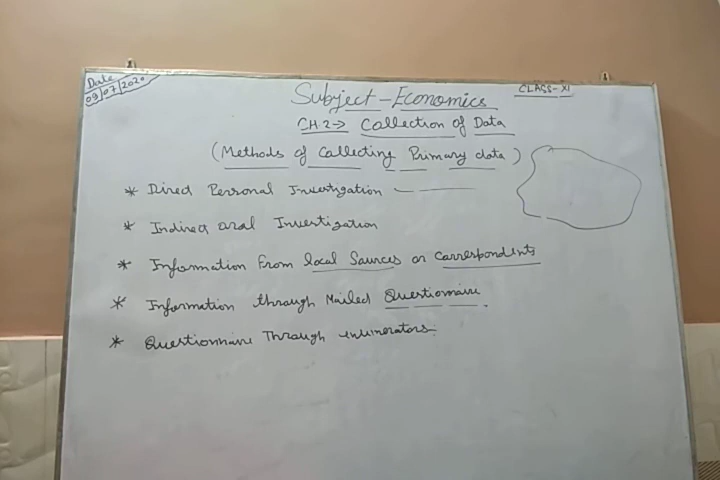 Date
09/07/2020
CLASS-XI
Subject - Economics
CH.2→ Collection of Data
(Methods of Collecting Primary data)
* Direct Personal Investigation
* Indirect oral Investigation
* Information From local Sources or Correspondents
* Information through Mailed Questionnaire
* Questionnaire Through enumerators.